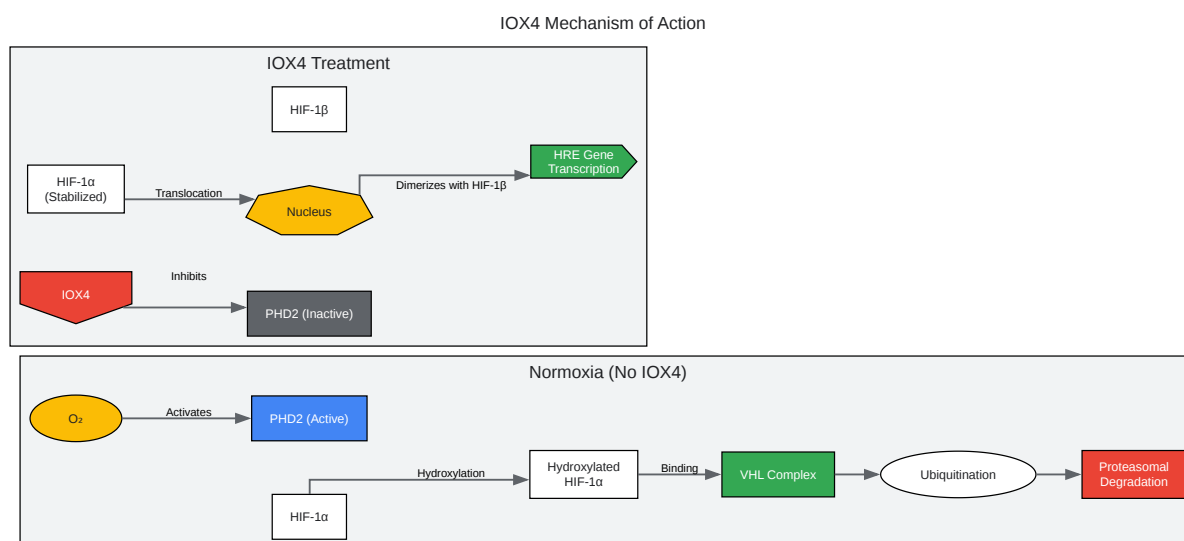 IOX4 Mechanism of Action
IOX4 Treatment
HIF-1β
HRE Gene
Transcription
HIF-1α
(Stabilized)
Translocation
Dimerizes with HIF-1β
Nucleus
Inhibits
IOX4
PHD2 (Inactive)
Normoxia (No IOX4)
O₂
Activates
PHD2 (Active)
Hydroxylation
Hydroxylated
HIF-1α
Binding
VHL Complex
Ubiquitination
Proteasomal
Degradation
HIF-1α